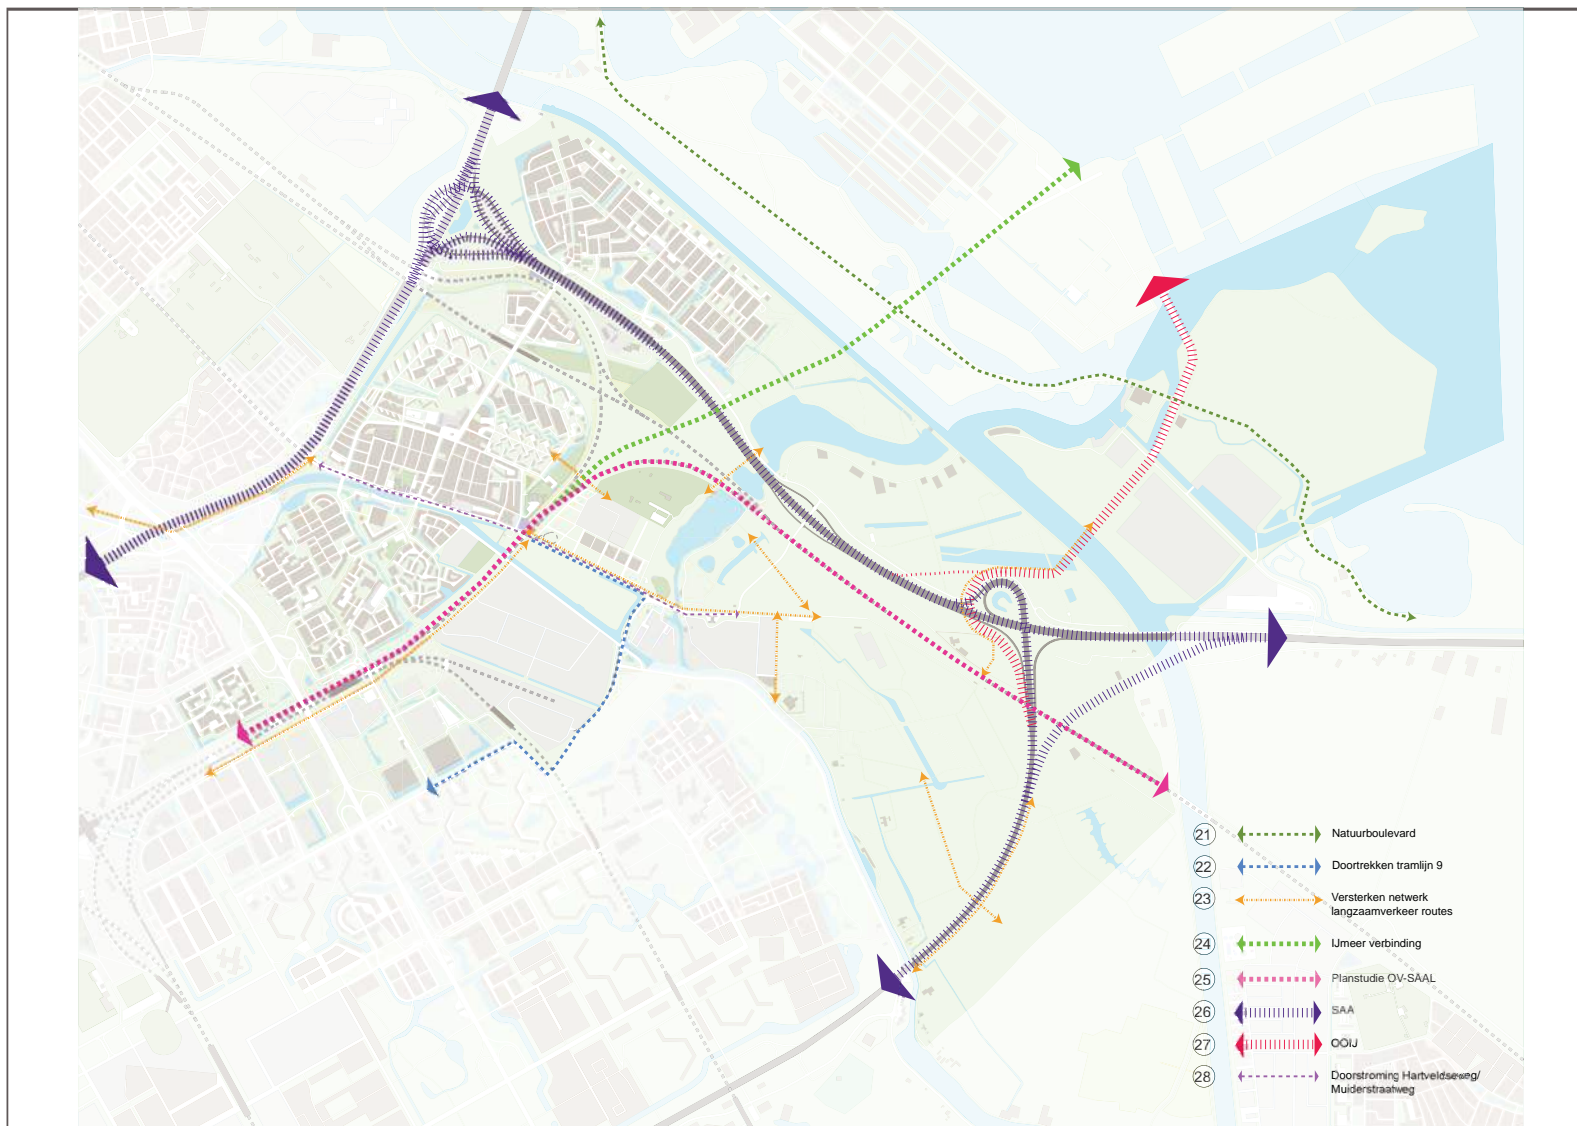 21 Natuurboulevard
22 Doortrekken tramlijn 9
23 Versterken netwerk
langzaamverkeer routes
24 IJmeer verbinding
25 Planstudie OV-SAAL
26 SAA
27 OOIJ
28 Doorstroming Hartveldseweg/
Muiderstraatweg